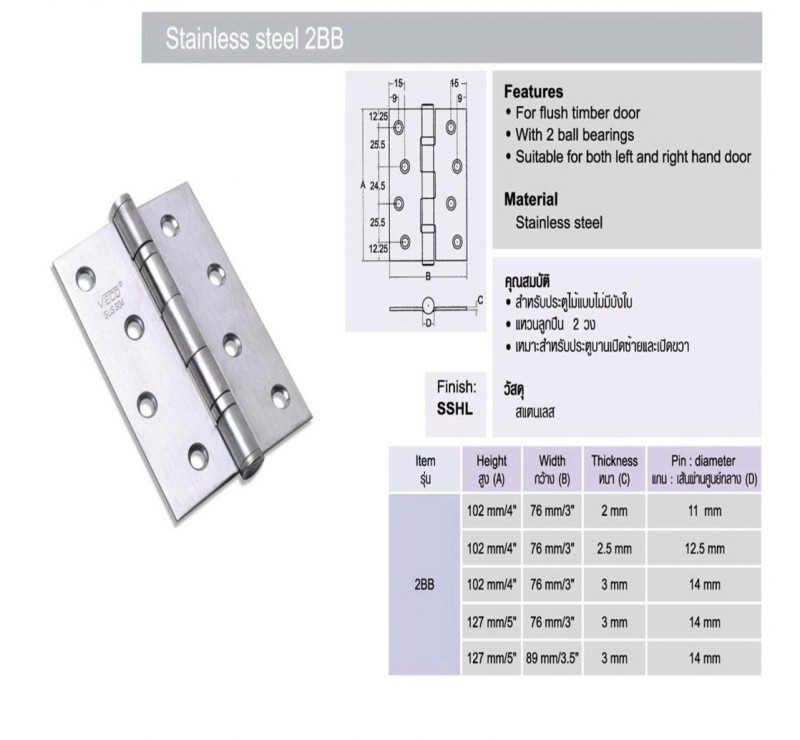 Stainless steel 2BB
15
15
9
9
12.25
25.5
A
24.5
25.5
12.25
B
C
D
VECO®
SUS304
Features
• For flush timber door
• With 2 ball bearings
• Suitable for both left and right hand door
Material
Stainless steel
คุณสมบัติ
• สำหรับประตูไม้แบบไม่มีบังใบ
• แหวนลูกปืน 2 วง
• เหมาะสำหรับประตูบานเปิดซ้ายและเปิดขวา
วัสดุ
สแตนเลส
Finish:
SSHL
Item Height Width Thickness Pin : diameter
รุ่น สูง (A) กว้าง (B) หนา (C) แกน : เส้นผ่านศูนย์กลาง (D)
102 mm/4" 76 mm/3" 2 mm 11 mm
102 mm/4" 76 mm/3" 2.5 mm 12.5 mm
2BB 102 mm/4" 76 mm/3" 3 mm 14 mm
127 mm/5" 76 mm/3" 3 mm 14 mm
127 mm/5" 89 mm/3.5" 3 mm 14 mm